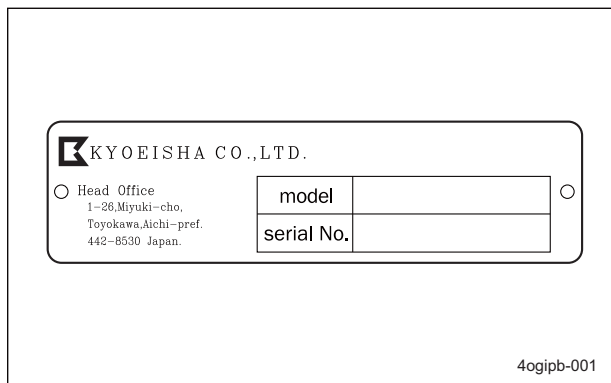 KYOEISHA CO.,LTD.
Head Office
1-26,Miyuki-cho,
Toyokawa,Aichi-pref.
442-8530 Japan.
model
serial No.
4ogipb-001